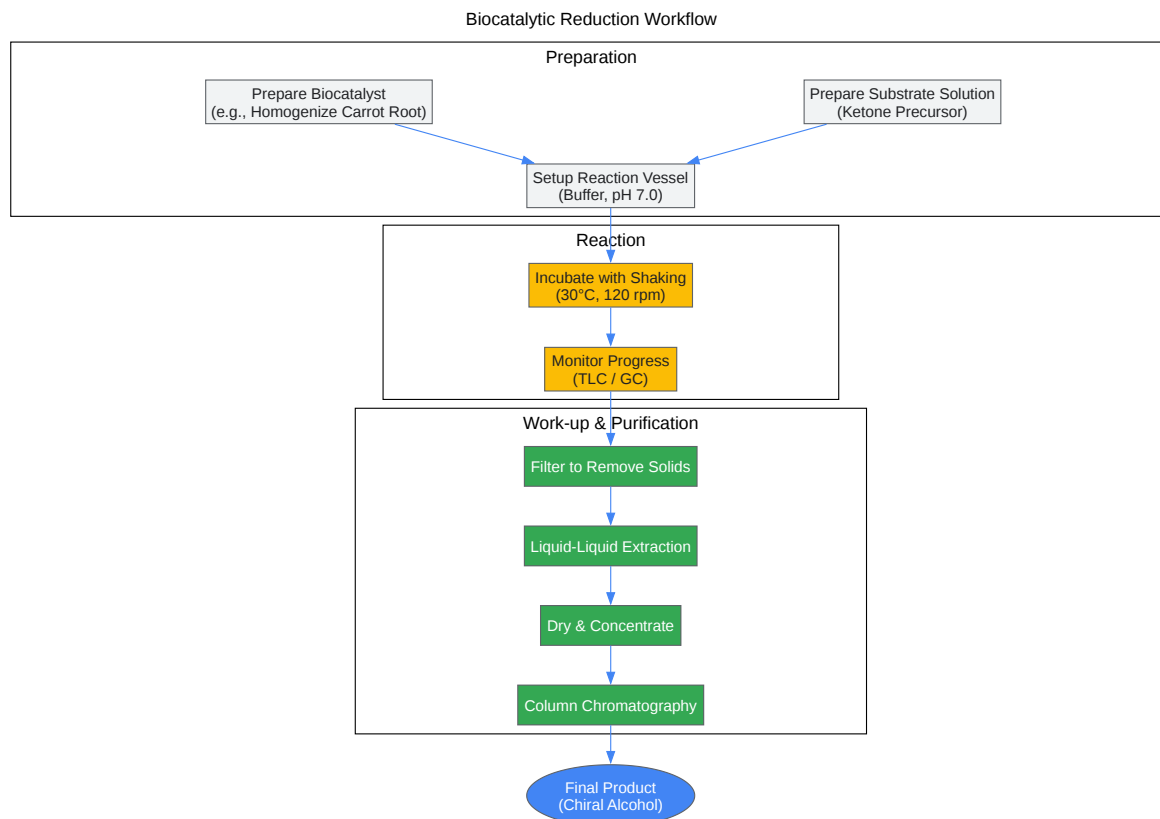 Biocatalytic Reduction Workflow
Preparation
Prepare Biocatalyst
(e.g., Homogenize Carrot Root)
Prepare Substrate Solution
(Ketone Precursor)
Setup Reaction Vessel
(Buffer, pH 7.0)
Reaction
Incubate with Shaking
(30°C, 120 rpm)
Monitor Progress
(TLC / GC)
Work-up & Purification
Filter to Remove Solids
Liquid-Liquid Extraction
Dry & Concentrate
Column Chromatography
Final Product
(Chiral Alcohol)